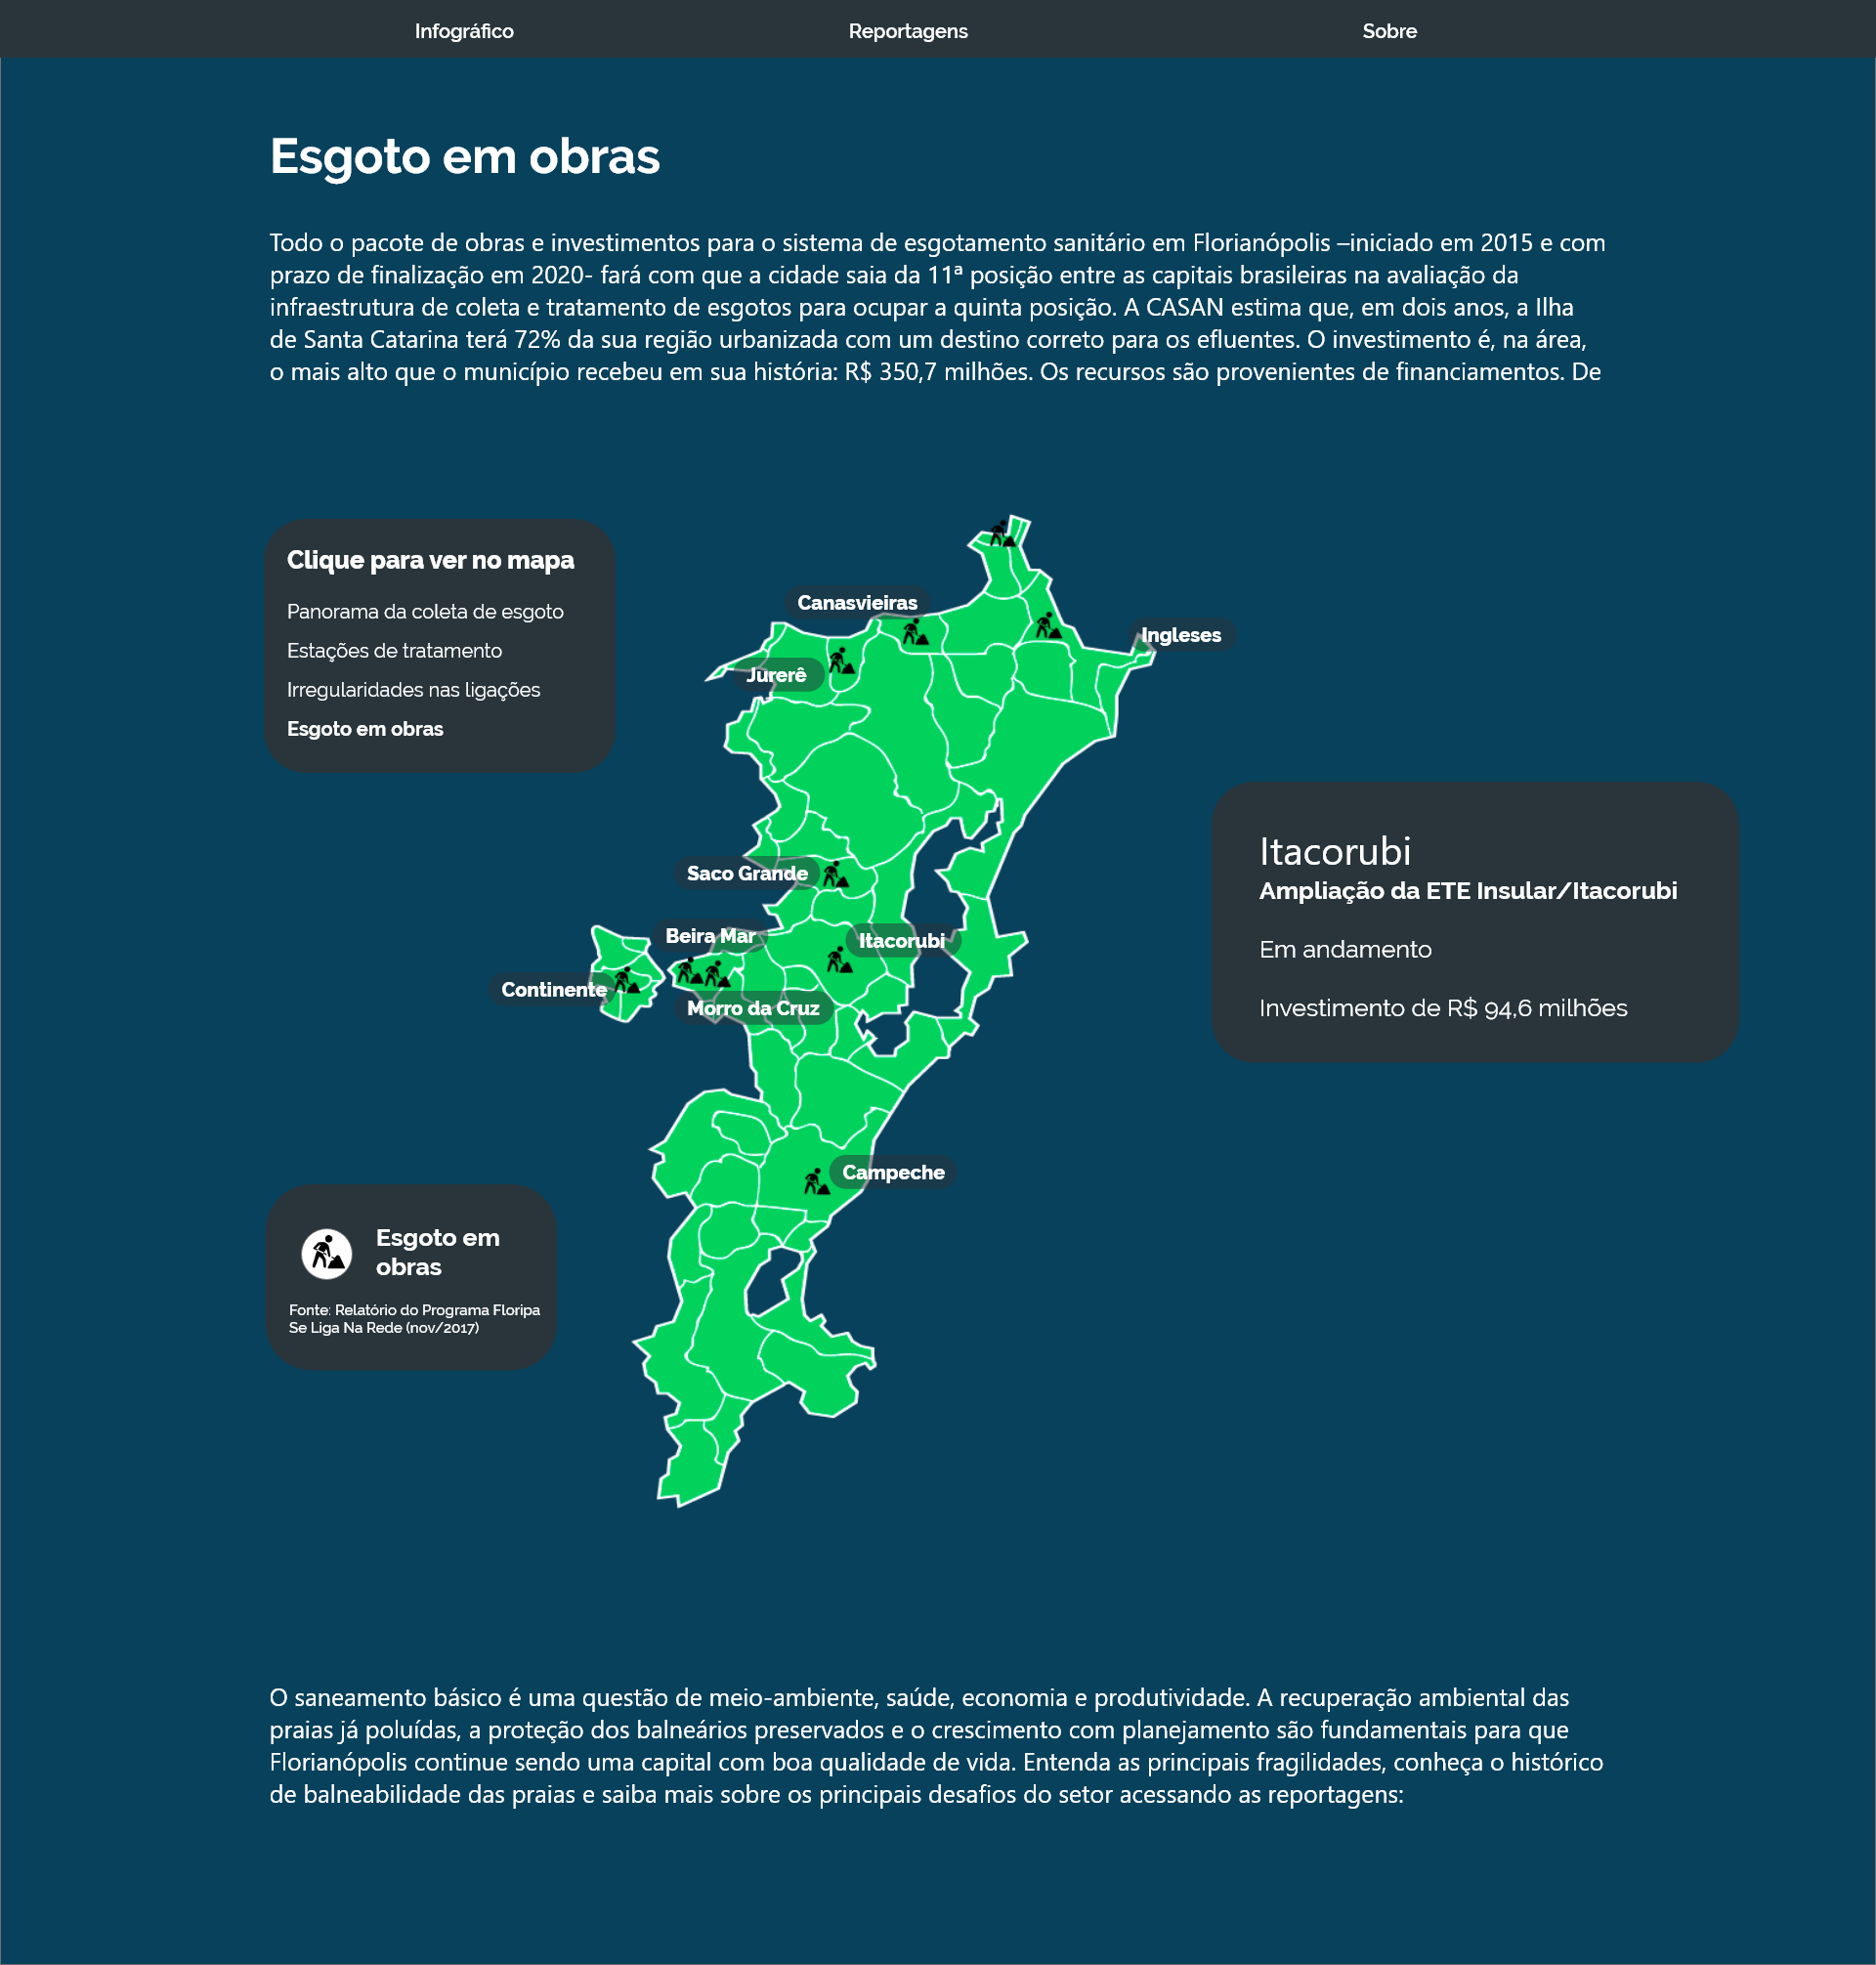 Infográfico
Reportagens
Sobre
Esgoto em obras
Todo o pacote de obras e investimentos para o sistema de esgotamento sanitário em Florianópolis –iniciado em 2015 e com
prazo de finalização em 2020- fará com que a cidade saia da 11ª posição entre as capitais brasileiras na avaliação da
infraestrutura de coleta e tratamento de esgotos para ocupar a quinta posição. A CASAN estima que, em dois anos, a Ilha
de Santa Catarina terá 72% da sua região urbanizada com um destino correto para os efluentes. O investimento é, na área,
o mais alto que o município recebeu em sua história: R$ 350,7 milhões. Os recursos são provenientes de financiamentos. De
Clique para ver no mapa
Panorama da coleta de esgoto
Estações de tratamento
Irregularidades nas ligações
Esgoto em obras
Canasvieiras
Ingleses
Jurerê
Saco Grande
Beira Mar
Itacorubi
Continente
Morro da Cruz
Campeche
Itacorubi
Ampliação da ETE Insular/Itacorubi
Em andamento
Investimento de R$ 94,6 milhões
Esgoto em
obras
Fonte: Relatório do Programa Floripa
Se Liga Na Rede (nov/2017)
O saneamento básico é uma questão de meio-ambiente, saúde, economia e produtividade. A recuperação ambiental das
praias já poluídas, a proteção dos balneários preservados e o crescimento com planejamento são fundamentais para que
Florianópolis continue sendo uma capital com boa qualidade de vida. Entenda as principais fragilidades, conheça o histórico
de balneabilidade das praias e saiba mais sobre os principais desafios do setor acessando as reportagens: